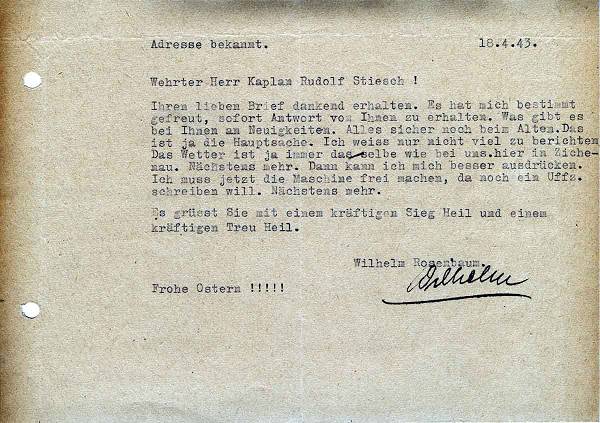 Adresse bekannt. 18.4.43.
Wehrter Herr Kaplan Rudolf Stiesch !
Ihren lieben Brief dankend erhalten. Es hat mich bestimmt
gefreut, sofort Antwort von Ihnen zu erhalten. Was gibt es
bei Ihnen an Neuigkeiten. Alles sicher noch beim Alten.Das
ist ja die Hauptsache. Ich weiss nur nicht viel zu berichten
Das Wetter ist ja immer das selbe wie bei uns.hier in Ziche-
nau. Nächstens mehr. Dann kann ich mich besser ausdrücken.
Ich muss jetzt die Maschine frei machen, da noch ein Uffz.
schreiben will. Nächstens mehr.
Es grüsst Sie mit einem kräftigen Sieg Heil und einem
kräftigen Treu Heil.
Wilhelm Rosenbaum.
Wilhelm
Frohe Ostern !!!!!